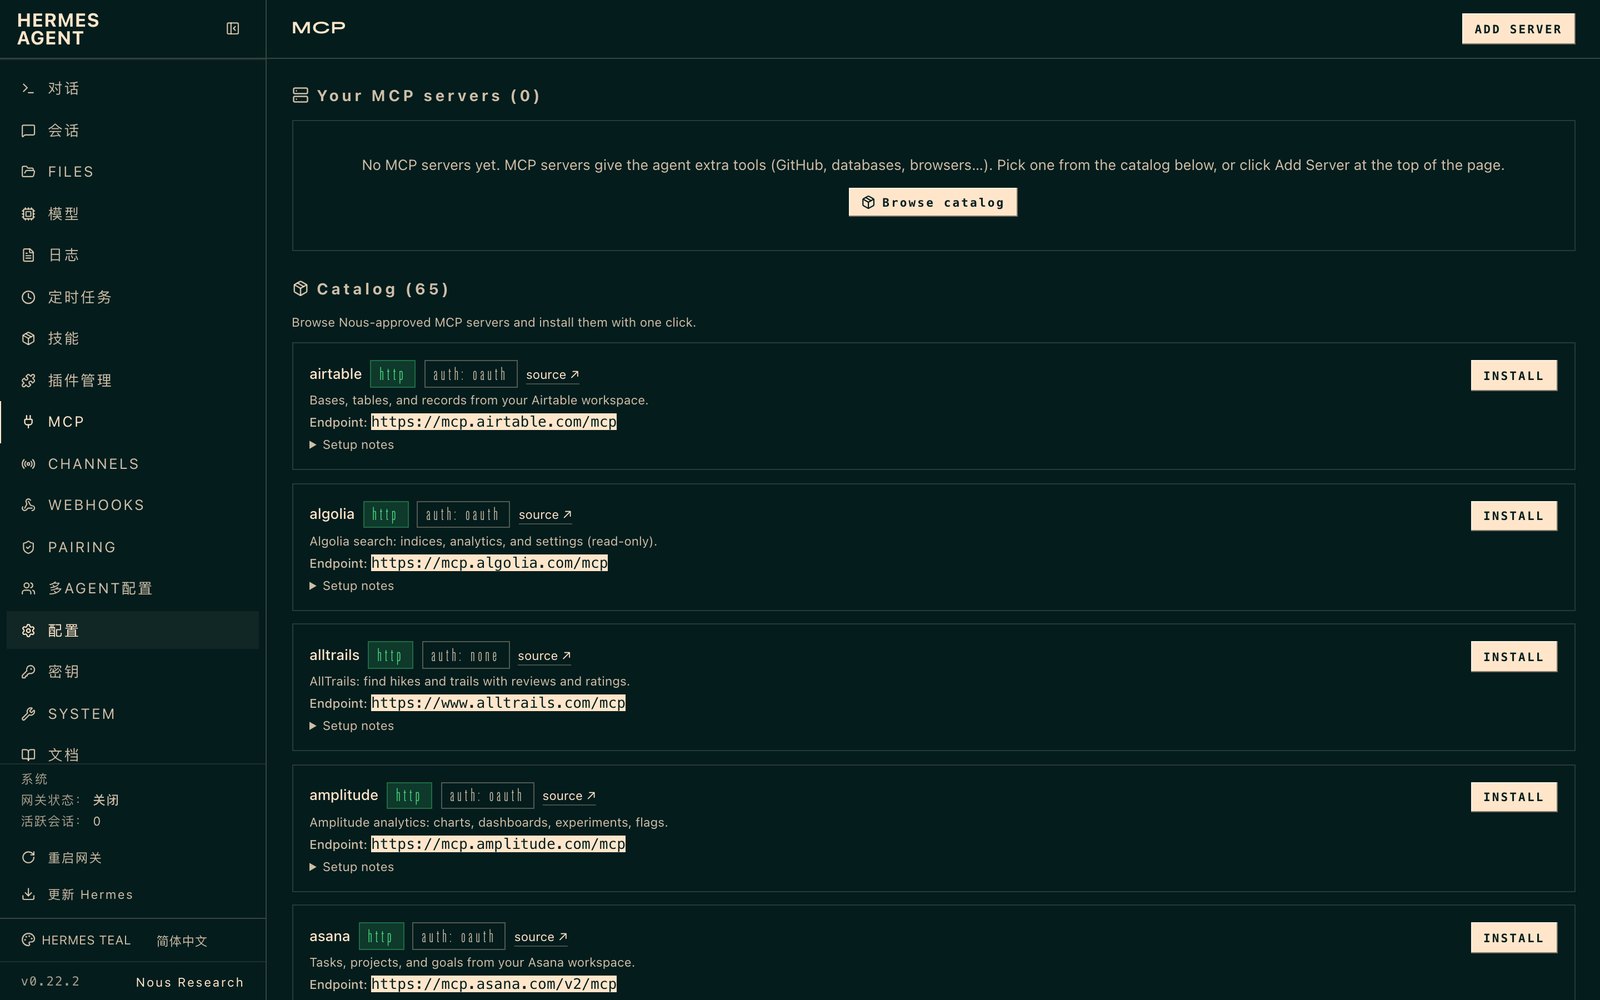 HERMES
AGENT
对话
会话
FILES
模型
日志
定时任务
技能
插件管理
MCP
CHANNELS
WEBHOOKS
PAIRING
多AGENT配置
配置
密钥
SYSTEM
文档
系统
网关状态： 关闭
活跃会话： 0
重启网关
更新 Hermes
HERMES TEAL 简体中文
v0.22.2 Nous Research
MCP
ADD SERVER
Your MCP servers (0)
No MCP servers yet. MCP servers give the agent extra tools (GitHub, databases, browsers…). Pick one from the catalog below, or click Add Server at the top of the page.
Browse catalog
Catalog (65)
Browse Nous-approved MCP servers and install them with one click.
airtable http auth: oauth source ↗ INSTALL
Bases, tables, and records from your Airtable workspace.
Endpoint: https://mcp.airtable.com/mcp
▶ Setup notes
algolia http auth: oauth source ↗ INSTALL
Algolia search: indices, analytics, and settings (read-only).
Endpoint: https://mcp.algolia.com/mcp
▶ Setup notes
alltrails http auth: none source ↗ INSTALL
AllTrails: find hikes and trails with reviews and ratings.
Endpoint: https://www.alltrails.com/mcp
▶ Setup notes
amplitude http auth: oauth source ↗ INSTALL
Amplitude analytics: charts, dashboards, experiments, flags.
Endpoint: https://mcp.amplitude.com/mcp
▶ Setup notes
asana http auth: oauth source ↗ INSTALL
Tasks, projects, and goals from your Asana workspace.
Endpoint: https://mcp.asana.com/v2/mcp